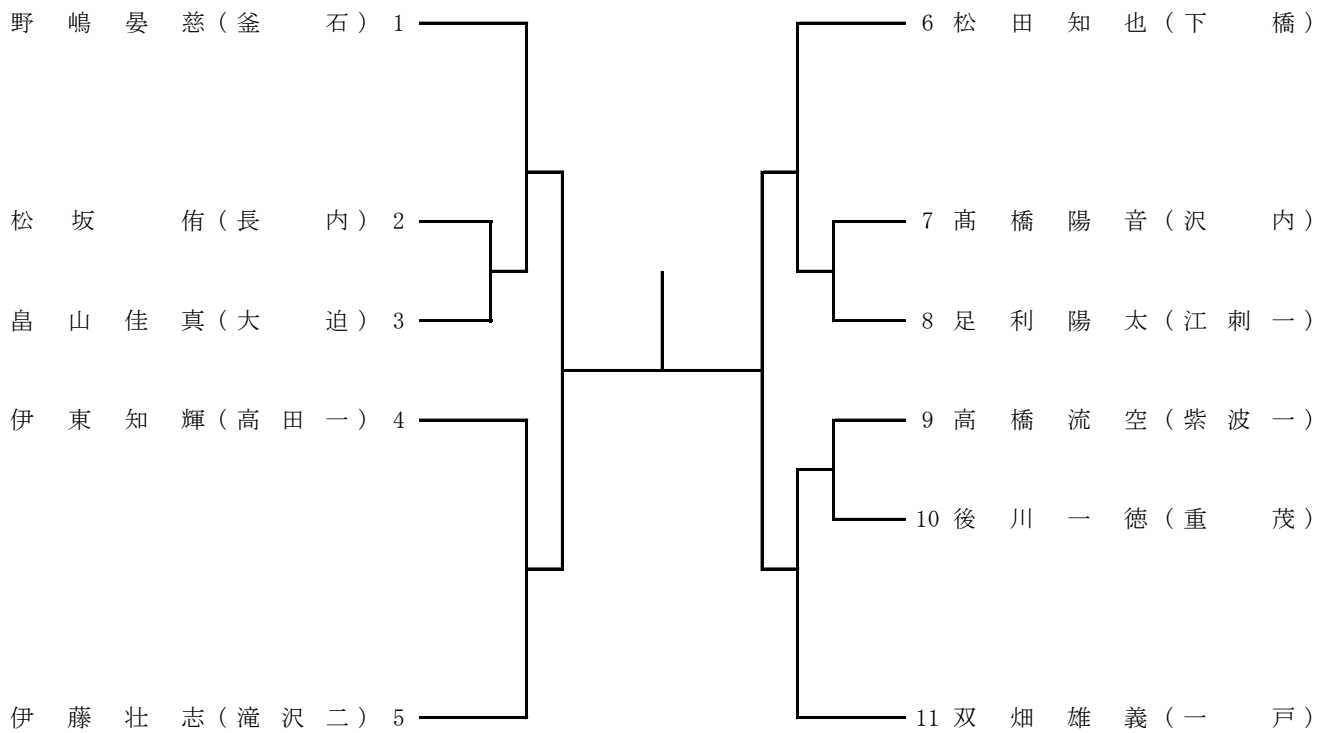 野嶋晏慈(釜石) 1
松坂侑(長内) 2
畠山佳真(大迫) 3
伊東知輝(高田一) 4
伊藤壮志(滝沢二) 5
6 松田知也(下橋)
7 髙橋陽音(沢内)
8 足利陽太(江刺一)
9 高橋流空(紫波一)
10 後川一徳(重茂)
11 双畑雄義(一戸)